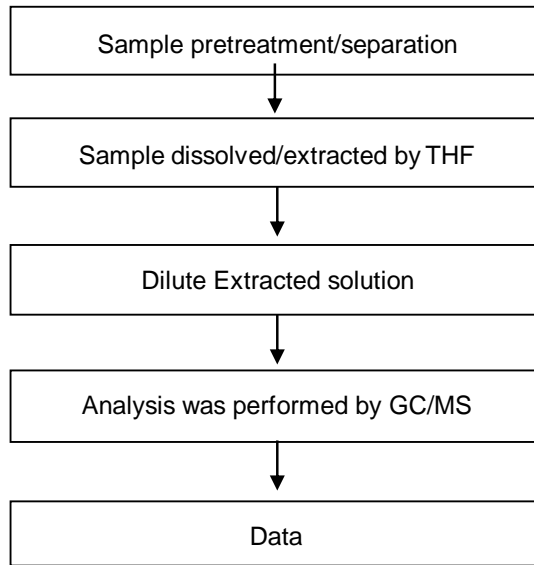 Sample pretreatment/separation
Sample dissolved/extracted by THF
Dilute Extracted solution
Analysis was performed by GC/MS
Data